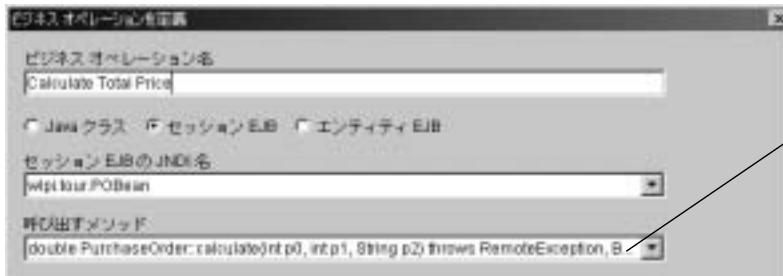 ビジネス オペレーションを定義
ビジネス オペレーション名
Calculate Total Price
Java クラス セッション EJB エンティティ EJB
セッション EJB の JNDI 名
wlpi.tour.POBean
呼び出すメソッド
double PurchaseOrder::calculate(int p0, int p1, String p2) throws RemoteException, B